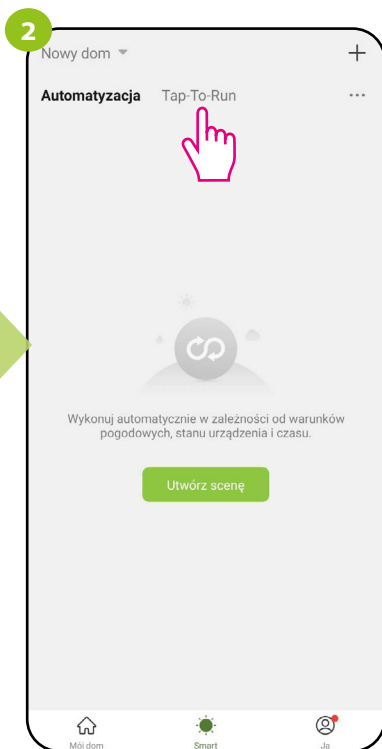 2
Nowy dom
Automatyzacja Tap-To-Run
Wykonuj automatycznie w zależności od warunków
pogodowych, stanu urządzenia i czasu.
Utwórz scenę
Mój dom Smart Ja